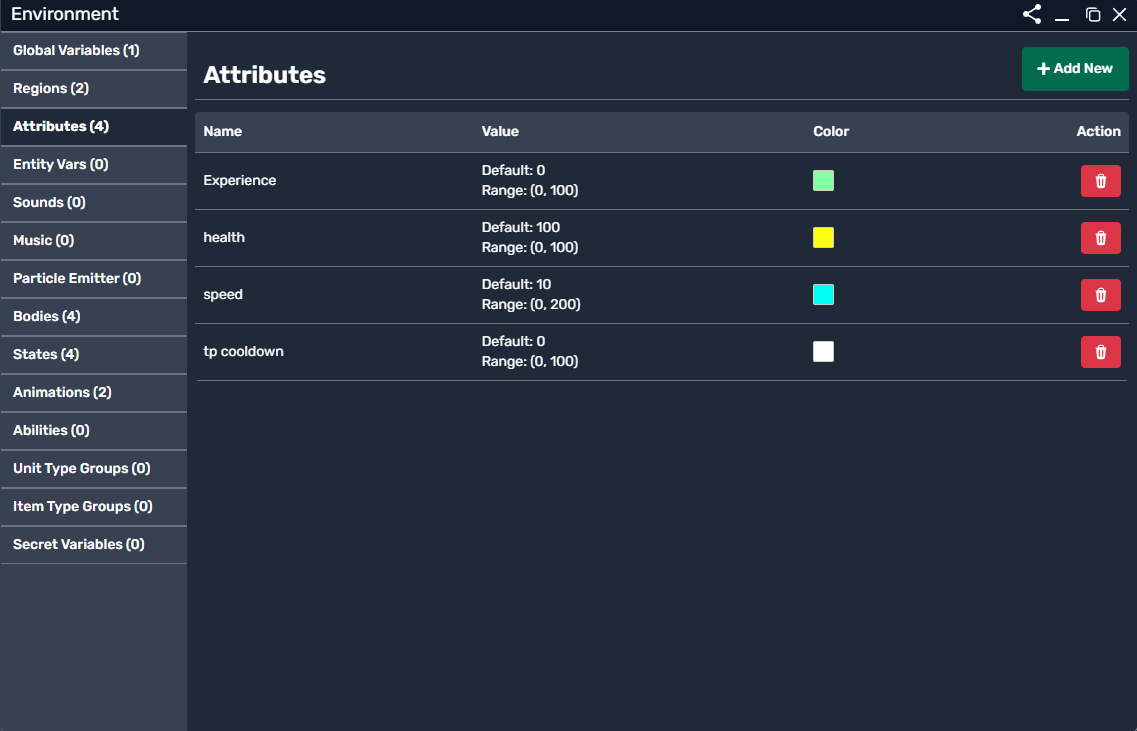 Environment
Global Variables (1)
Regions (2)
Attributes (4)
Entity Vars (0)
Sounds (0)
Music (0)
Particle Emitter (0)
Bodies (4)
States (4)
Animations (2)
Abilities (0)
Unit Type Groups (0)
Item Type Groups (0)
Secret Variables (0)
Attributes
+ Add New
Name Value Color Action
Experience
Default: 0
Range: (0, 100)
health
Default: 100
Range: (0, 100)
speed
Default: 10
Range: (0, 200)
tp cooldown
Default: 0
Range: (0, 100)